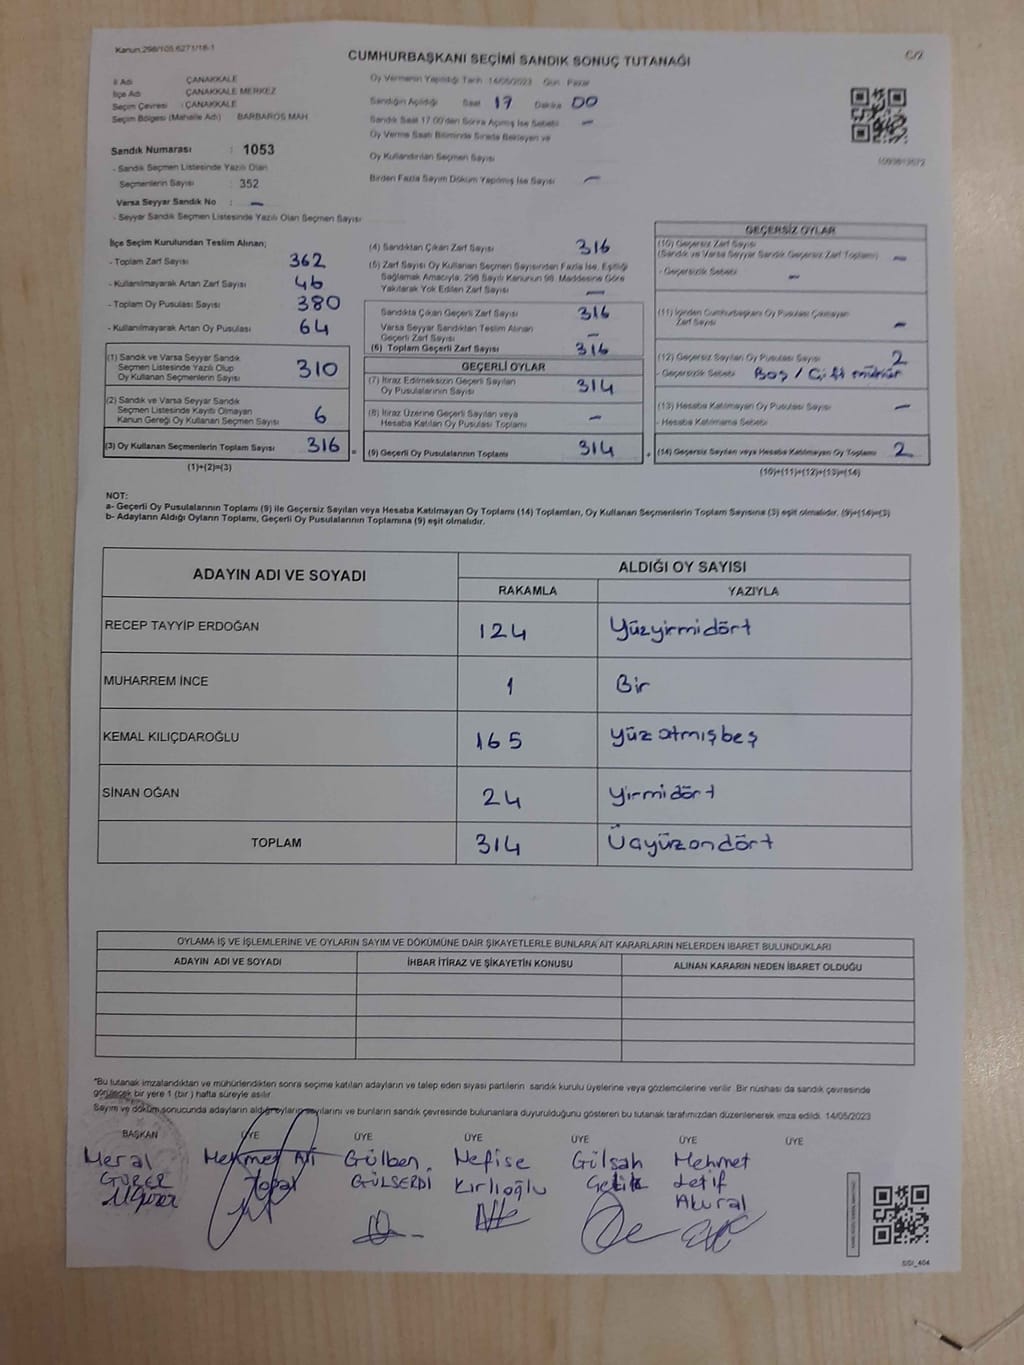 Kanun:298/105,6271/18-1
C/2
CUMHURBAŞKANI SEÇİMİ SANDIK SONUÇ TUTANAĞI
İl Adı ÇANAKKALE
İlçe Adı ÇANAKKALE MERKEZ
Seçim Çevresi : ÇANAKKALE
Seçim Bölgesi (Mahalle Adı) BARBAROS MAH
Sandık Numarası : 1053
- Sandık Seçmen Listesinde Yazılı Olan
Seçmenlerin Sayısı : 352
Varsa Seyyar Sandık No : –
- Seyyar Sandık Seçmen Listesinde Yazılı Olan Seçmen Sayısı
Oy Vermenin Yapıldığı Tarih 14/05/2023 Gün Pazar
Sandığın Açıldığı Saat 17 Dakika 00
Sandık Saat 17.00'den Sonra Açılmış İse Sebebi –
Oy Verme Saati Bitiminde Sırada Bekleyen ve
Oy Kullandırılan Seçmen Sayısı
Birden Fazla Sayım Döküm Yapılmış İse Sayısı –
İlçe Seçim Kurulundan Teslim Alınan;
- Toplam Zarf Sayısı 362
- Kullanılmayarak Artan Zarf Sayısı 46
- Toplam Oy Pusulası Sayısı 380
- Kullanılmayarak Artan Oy Pusulası 64
(1) Sandık ve Varsa Seyyar Sandık
Seçmen Listesinde Yazılı Olup
Oy Kullanan Seçmenlerin Sayısı 310
(2) Sandık ve Varsa Seyyar Sandık
Seçmen Listesinde Kayıtlı Olmayan
Kanun Gereği Oy Kullanan Seçmen Sayısı 6
(3) Oy Kullanan Seçmenlerin Toplam Sayısı 316 =
(1)+(2)=(3)
(4) Sandıktan Çıkan Zarf Sayısı 316
(5) Zarf Sayısı Oy Kullanan Seçmen Sayısından Fazla İse, Eşitliği
Sağlamak Amacıyla, 298 Sayılı Kanunun 98. Maddesine Göre
Yakılarak Yok Edilen Zarf Sayısı –
Sandıkta Çıkan Geçerli Zarf Sayısı 316
Varsa Seyyar Sandıktan Teslim Alınan
Geçerli Zarf Sayısı –
(6) Toplam Geçerli Zarf Sayısı 316
GEÇERLİ OYLAR
(7) İtiraz Edilmeksizin Geçerli Sayılan
Oy Pusulalarının Sayısı 314
(8) İtiraz Üzerine Geçerli Sayılan veya
Hesaba Katılan Oy Pusulası Toplamı –
(9) Geçerli Oy Pusulalarının Toplamı 314 +
GEÇERSİZ OYLAR
(10) Geçersiz Zarf Sayısı
(Sandık ve Varsa Seyyar Sandık Geçersiz Zarf Toplamı) –
- Geçersizlik Sebebi –
(11) İçinden Cumhurbaşkanı Oy Pusulası Çıkmayan
Zarf Sayısı –
(12) Geçersiz Sayılan Oy Pusulası Sayısı 2
- Geçersizlik Sebebi Boş / Çift mühür
(13) Hesaba Katılmayan Oy Pusulası Sayısı –
- Hesaba Katılmama Sebebi
(14) Geçersiz Sayılan veya Hesaba Katılmayan Oy Toplamı 2
(10)+(11)+(12)+(13)=(14)
NOT:
a- Geçerli Oy Pusulalarının Toplamı (9) ile Geçersiz Sayılan veya Hesaba Katılmayan Oy Toplamı (14) Toplamları, Oy Kullanan Seçmenlerin Toplam Sayısına (3) eşit olmalıdır. (9)+(14)=(3)
b- Adayların Aldığı Oyların Toplamı, Geçerli Oy Pusulalarının Toplamına (9) eşit olmalıdır.
ADAYIN ADI VE SOYADI ALDIĞI OY SAYISI
RAKAMLA YAZIYLA
RECEP TAYYİP ERDOĞAN 124 Yüzyirmidört
MUHARREM İNCE 1 Bir
KEMAL KILIÇDAROĞLU 165 Yüzatmışbeş
SİNAN OĞAN 24 Yirmidört
TOPLAM 314 Üçyüzondört
OYLAMA İŞ VE İŞLEMLERİNE VE OYLARIN SAYIM VE DÖKÜMÜNE DAİR ŞİKAYETLERLE BUNLARA AİT KARARLARIN NELERDEN İBARET BULUNDUKLARI
ADAYIN ADI VE SOYADI İHBAR İTİRAZ VE ŞİKAYETİN KONUSU ALINAN KARARIN NEDEN İBARET OLDUĞU
"Bu tutanak imzalandıktan ve mühürlendikten sonra seçime katılan adayların ve talep eden siyasi partilerin sandık kurulu üyelerine veya gözlemcilerine verilir. Bir nüshası da sandık çevresinde
görülecek bir yere 1 (bir) hafta süreyle asılır.
Sayım ve döküm sonucunda adayların aldığı oyların sayılarını ve bunların sandık çevresinde bulunanlara duyurulduğunu gösteren bu tutanak tarafımızdan düzenlenerek imza edildi. 14/05/2023
BAŞKAN ÜYE ÜYE ÜYE ÜYE ÜYE ÜYE
Meral Mehmet Ali Gülben Nefise Gülşah Mehmet
GÜRER Topal GÜLSERDİ Kırlıoğlu Çelik Latif
Akural
SSI_404